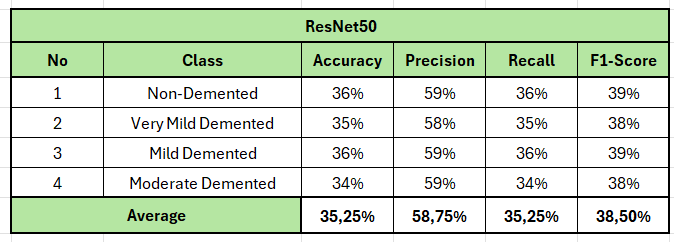 ResNet50
No Class Accuracy Precision Recall F1-Score
1 Non-Demented 36% 59% 36% 39%
2 Very Mild Demented 35% 58% 35% 38%
3 Mild Demented 36% 59% 36% 39%
4 Moderate Demented 34% 59% 34% 38%
Average 35,25% 58,75% 35,25% 38,50%